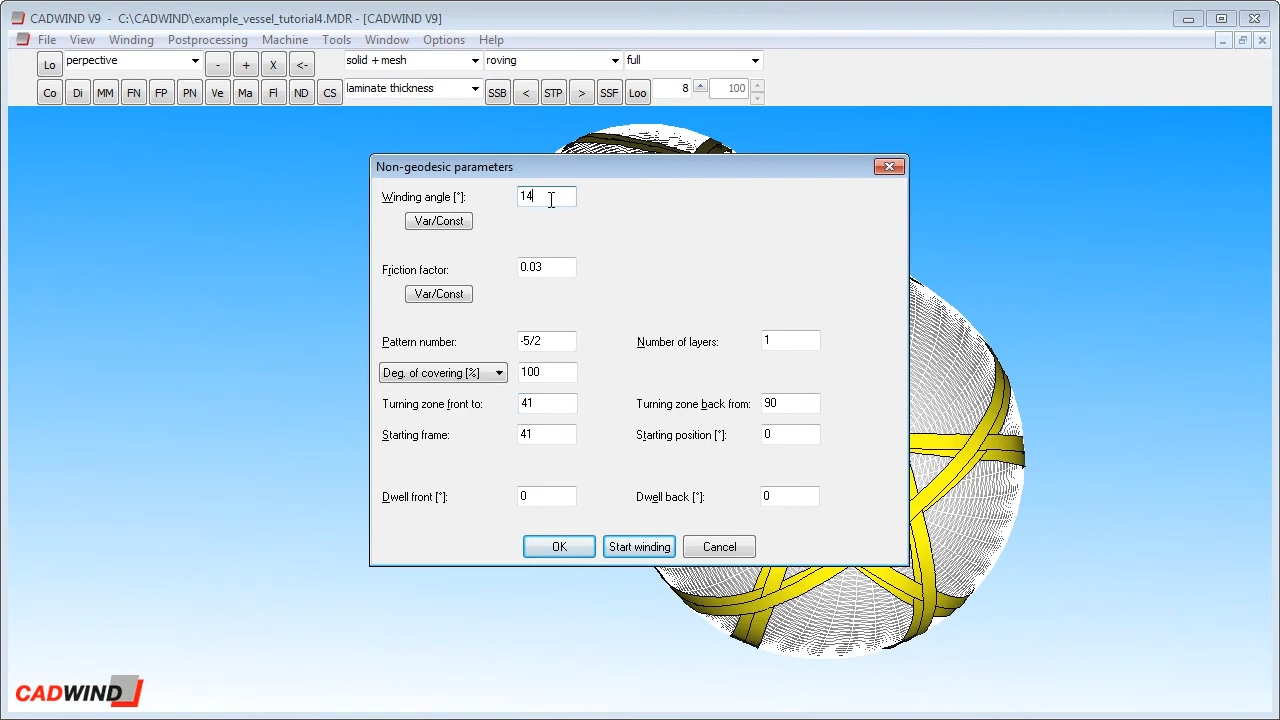 CADWIND V9 - C:\CADWIND\example_vessel_tutorial4.MDR - [CADWIND V9]
File View Winding Postprocessing Machine Tools Window Options Help
Lo perpective - + X <- solid + mesh roving full
Co Di MM FN FP PN Ve Ma Fl ND CS laminate thickness SSB < STP > SSF Loo 8 100
Non-geodesic parameters
Winding angle [°]: 14
Var/Const
Friction factor: 0.03
Var/Const
Pattern number: -5/2 Number of layers: 1
Deg. of covering [%] 100
Turning zone front to: 41 Turning zone back from: 90
Starting frame: 41 Starting position [°]: 0
Dwell front [°]: 0 Dwell back [°]: 0
OK Start winding Cancel
CADWIND